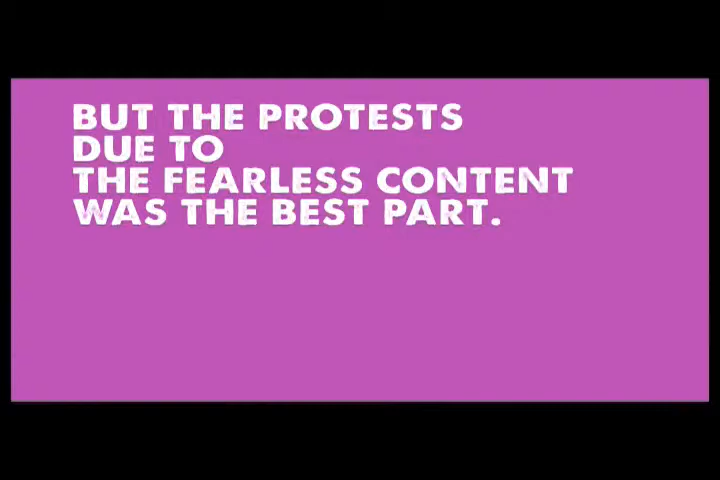 BUT THE PROTESTS
DUE TO
THE FEARLESS CONTENT
WAS THE BEST PART.